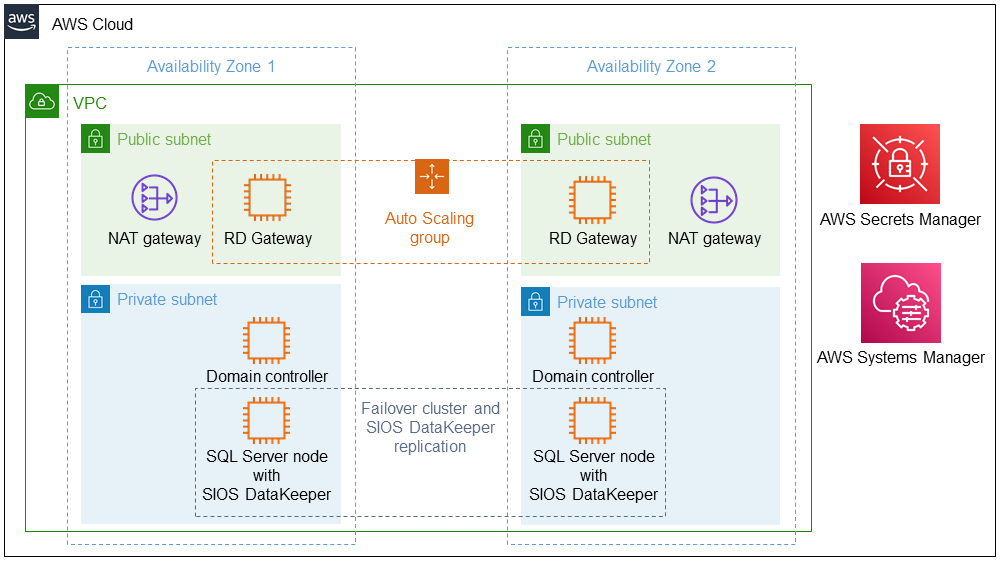 aws
AWS Cloud
Availability Zone 1
Availability Zone 2
VPC
Public subnet
Public subnet
NAT gateway
RD Gateway
Auto Scaling
group
RD Gateway
NAT gateway
AWS Secrets Manager
Private subnet
Private subnet
Domain controller
Domain controller
AWS Systems Manager
Failover cluster and
SIOS DataKeeper
replication
SQL Server node
with
SIOS DataKeeper
SQL Server node
with
SIOS DataKeeper